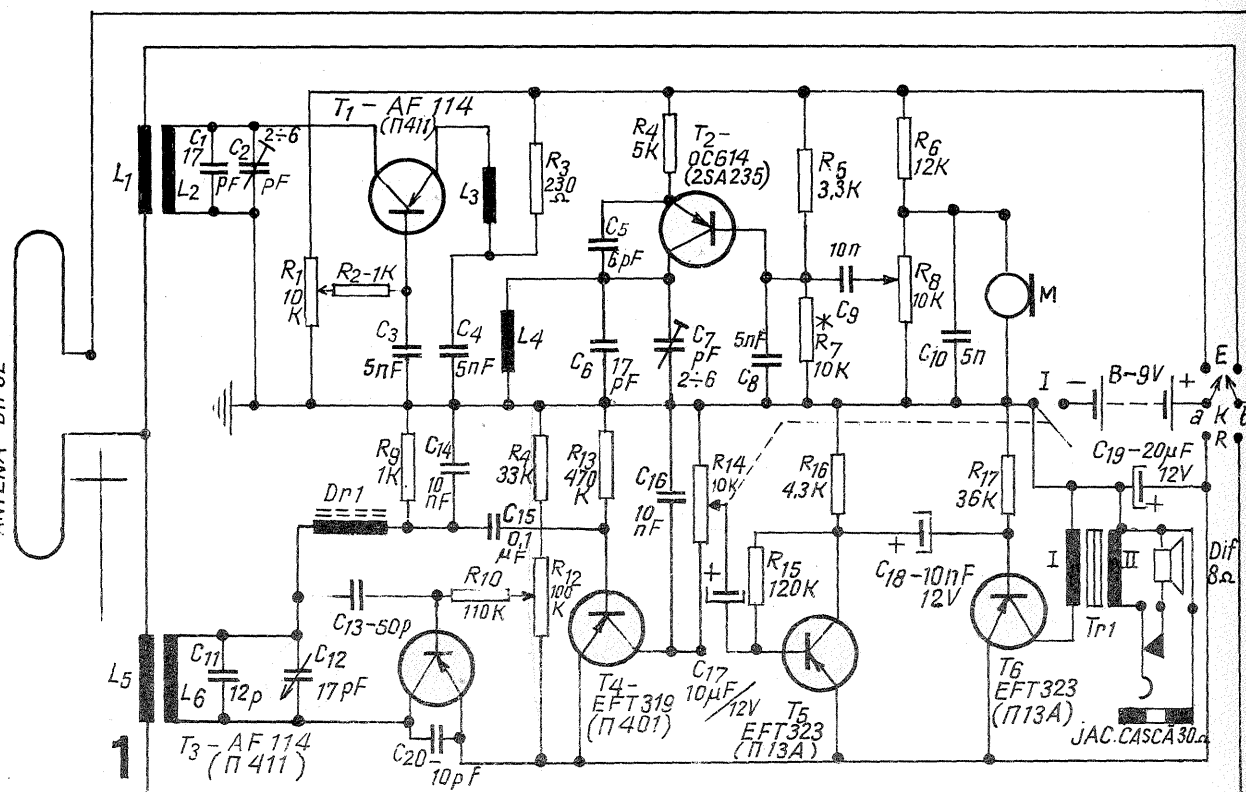 T1 - AF 114
(П411)
C1
17
pF
C2
2÷6
pF
L1
L2
L3
R3
230
Ω
R4
5K
T2-
OC614
(2SA235)
R5
3,3K
R6
12K
C5
6pF
10n
C9
R8
10K
M
R1
10
K
R2-1K
C3
5nF
C4
5nF
L4
C6
17
pF
C7
pF
2÷6
5nF
C8
*
R7
10K
C10
5n
I
-
B-9V
+
E
a
K
R
C19-20µF
12V
+
R9
1K
C14
10
nF
R4
33K
R13
470
K
C16
10
nF
R14
10K
R16
4,3K
R17
36K
Dr1
C15
0,1
µF
C13-50p
R10
110K
R12
100
K
+
R15
120K
+
C18-10nF
12V
I
II
Tr1
Dif
8Ω
L5
L6
C11
12p
C12
17pF
T3-AF 114
(П 411)
C20-
10pF
T4-
EFT319
(П401)
C17
10µF
/12V
T5
EFT323
(П13A)
T6
EFT323
(П13A)
JAC.CASCĂ30Ω
1